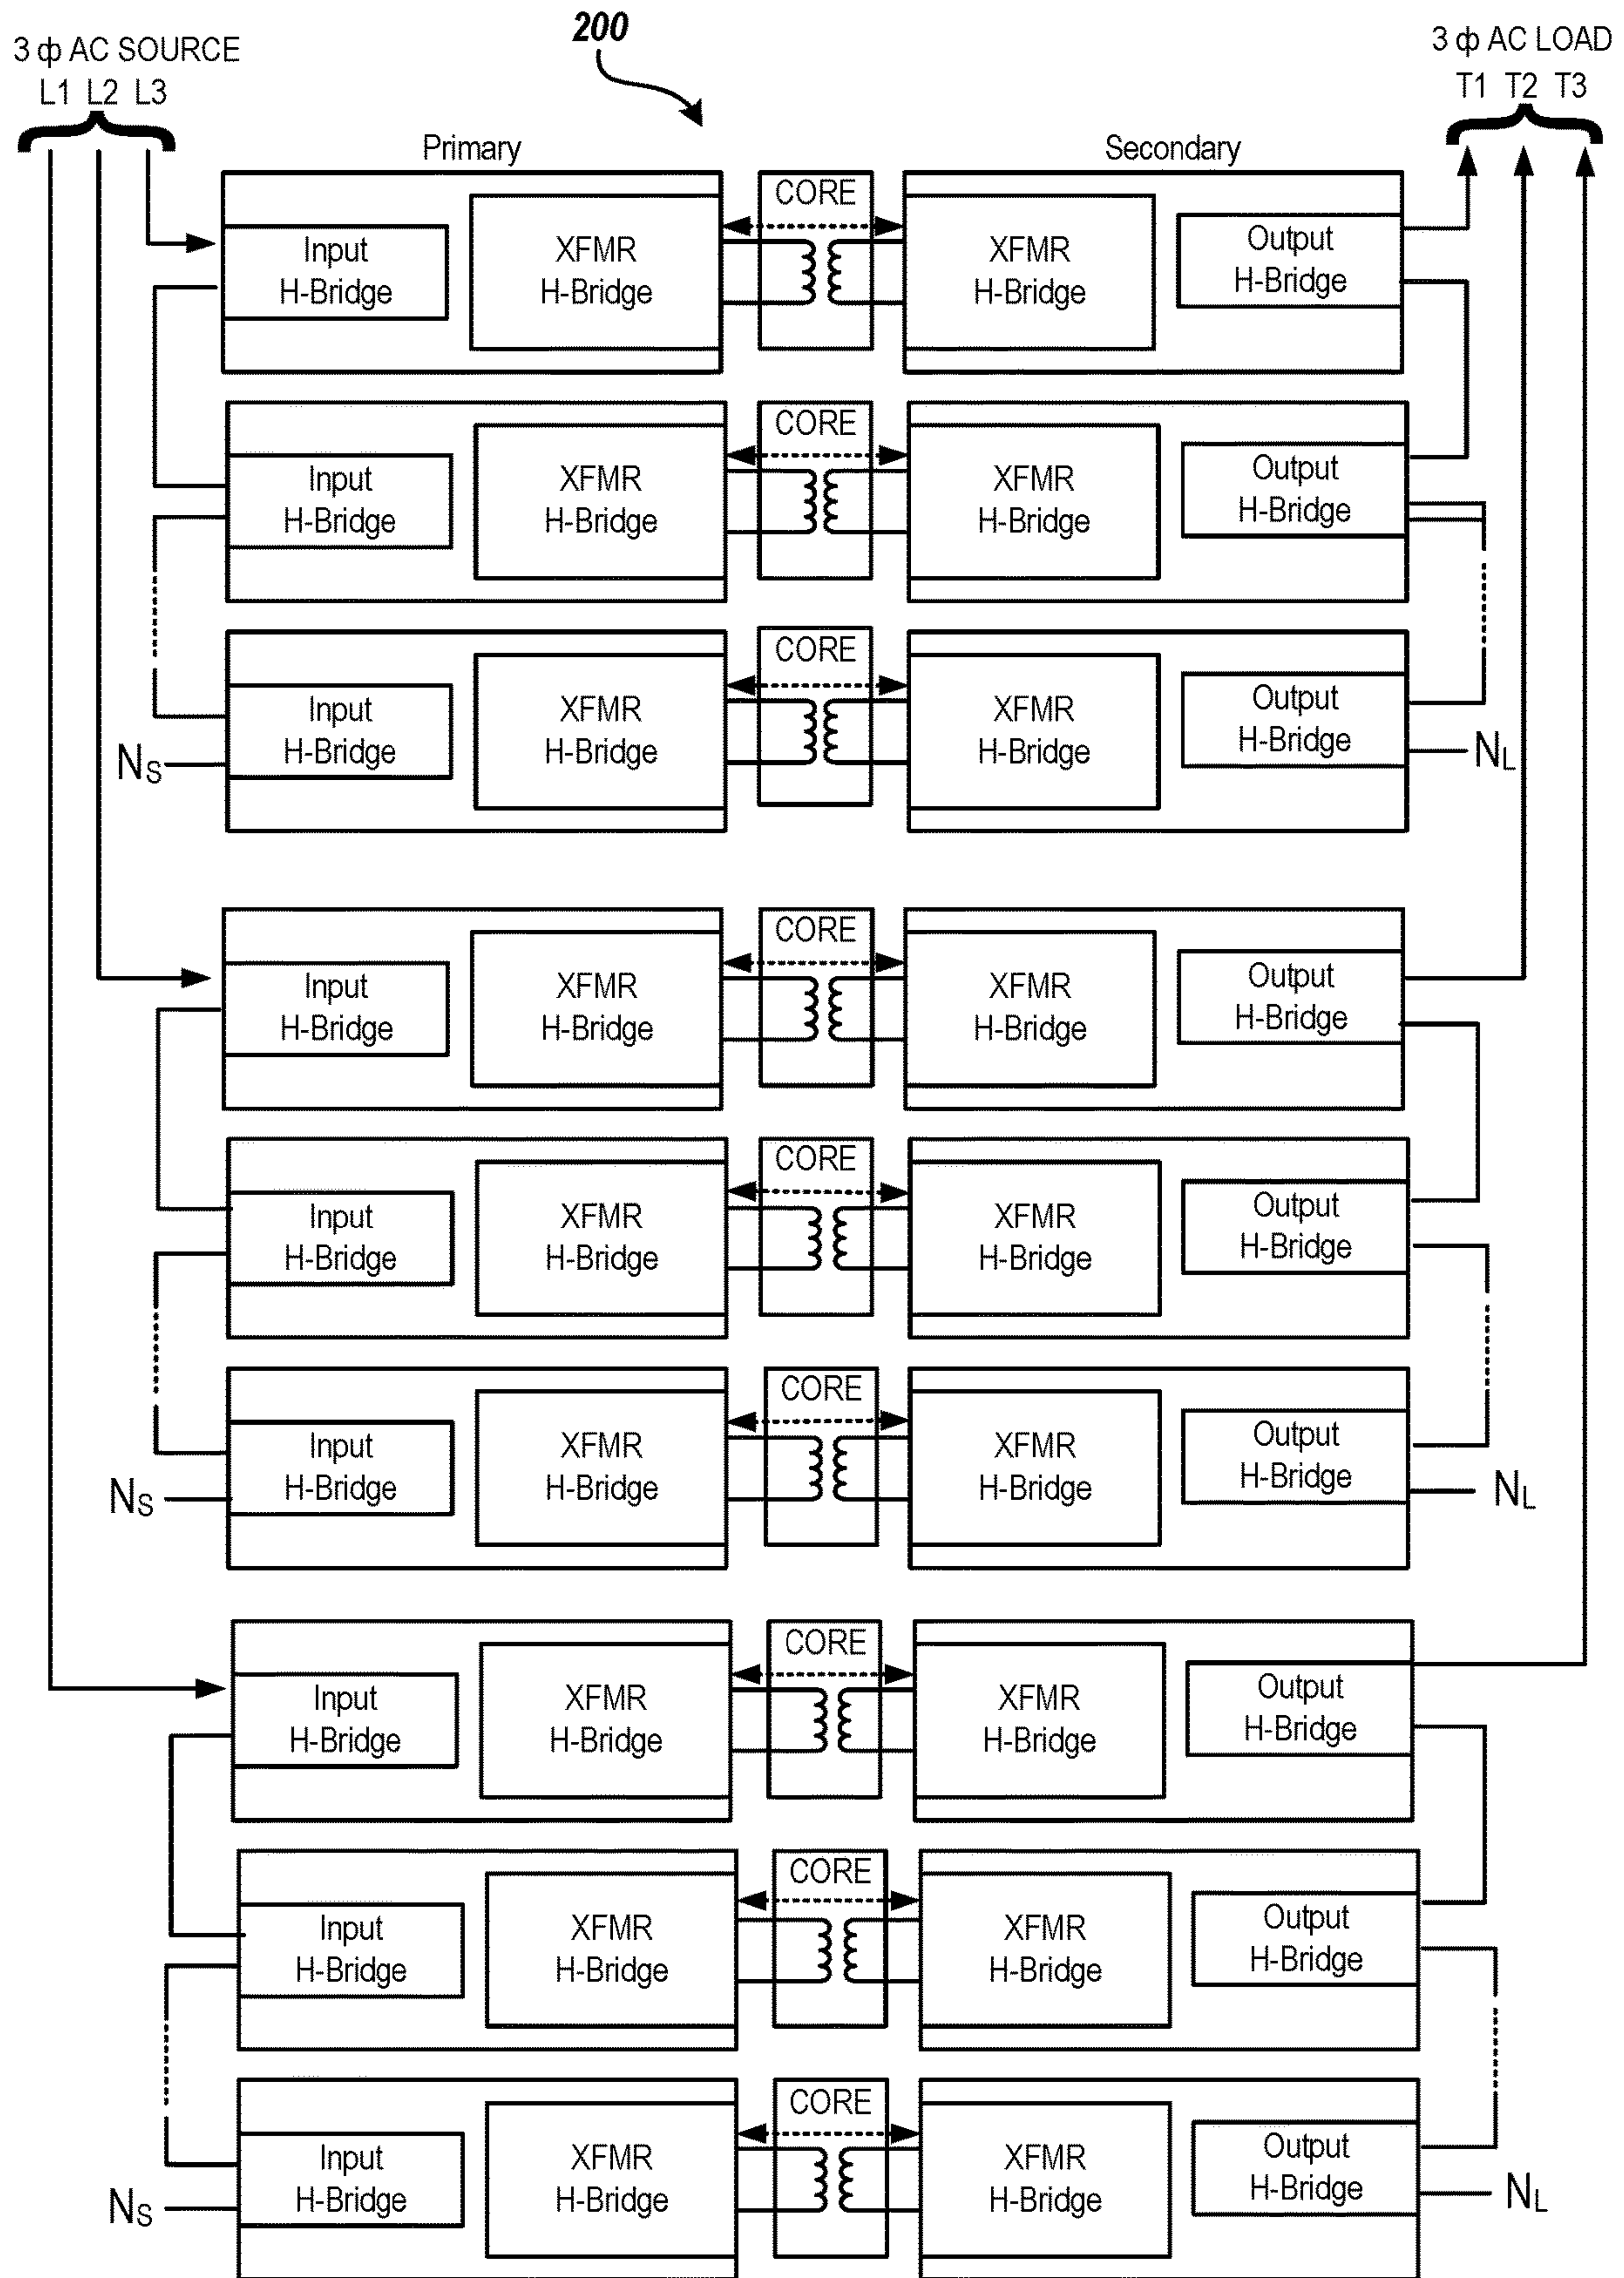 200
3 ф AC SOURCE
L1 L2 L3
3 ф AC LOAD
T1 T2 T3
Primary
Secondary
Input
H-Bridge
XFMR
H-Bridge
CORE
XFMR
H-Bridge
Output
H-Bridge
Input
H-Bridge
XFMR
H-Bridge
CORE
XFMR
H-Bridge
Output
H-Bridge
Input
H-Bridge
XFMR
H-Bridge
CORE
XFMR
H-Bridge
Output
H-Bridge
NS
NL
Input
H-Bridge
XFMR
H-Bridge
CORE
XFMR
H-Bridge
Output
H-Bridge
Input
H-Bridge
XFMR
H-Bridge
CORE
XFMR
H-Bridge
Output
H-Bridge
Input
H-Bridge
XFMR
H-Bridge
CORE
XFMR
H-Bridge
Output
H-Bridge
NS
NL
Input
H-Bridge
XFMR
H-Bridge
CORE
XFMR
H-Bridge
Output
H-Bridge
Input
H-Bridge
XFMR
H-Bridge
CORE
XFMR
H-Bridge
Output
H-Bridge
Input
H-Bridge
XFMR
H-Bridge
CORE
XFMR
H-Bridge
Output
H-Bridge
NS
NL